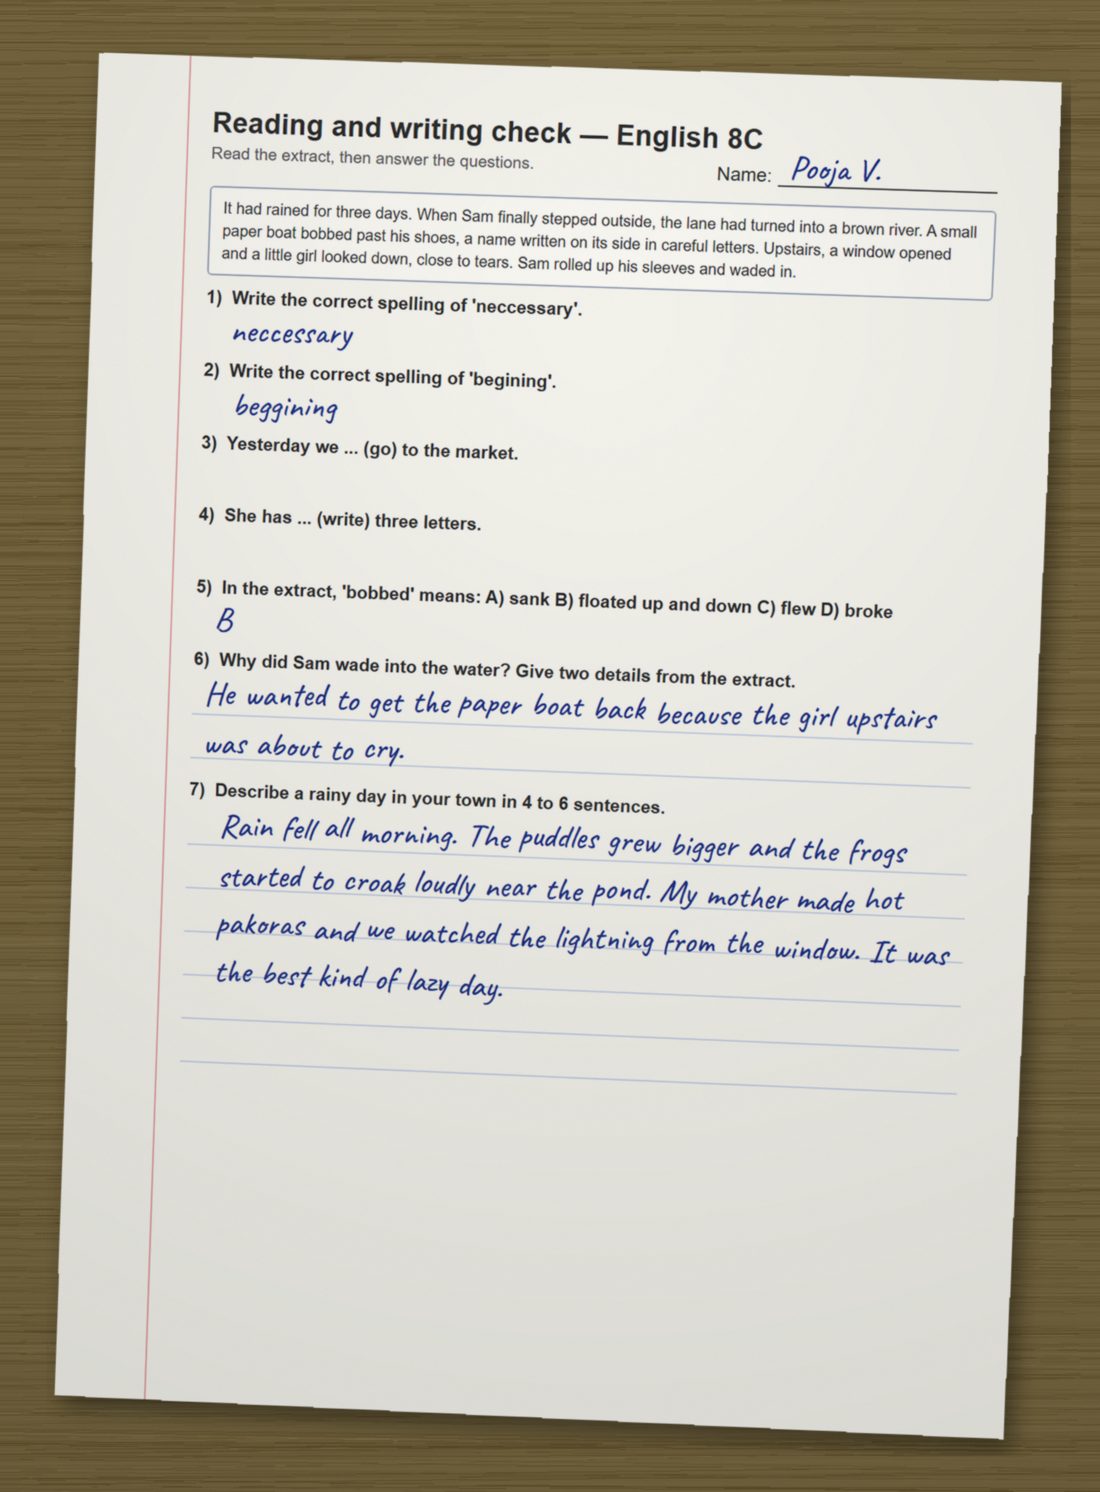 Reading and writing check — English 8C
Read the extract, then answer the questions.
Name: Pooja V.
It had rained for three days. When Sam finally stepped outside, the lane had turned into a brown river. A small
paper boat bobbed past his shoes, a name written on its side in careful letters. Upstairs, a window opened
and a little girl looked down, close to tears. Sam rolled up his sleeves and waded in.
1) Write the correct spelling of 'neccessary'.
neccessary
2) Write the correct spelling of 'begining'.
beggining
3) Yesterday we ... (go) to the market.
4) She has ... (write) three letters.
5) In the extract, 'bobbed' means: A) sank B) floated up and down C) flew D) broke
B
6) Why did Sam wade into the water? Give two details from the extract.
He wanted to get the paper boat back because the girl upstairs
was about to cry.
7) Describe a rainy day in your town in 4 to 6 sentences.
Rain fell all morning. The puddles grew bigger and the frogs
started to croak loudly near the pond. My mother made hot
pakoras and we watched the lightning from the window. It was
the best kind of lazy day.